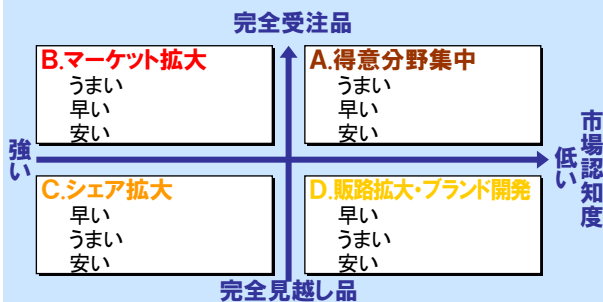 完全受注品
B.マーケット拡大
うまい
早い
安い
A.得意分野集中
うまい
早い
安い
強い
低い
市場認知度
C.シェア拡大
早い
うまい
安い
D.販路拡大・ブランド開発
早い
うまい
安い
完全見越し品